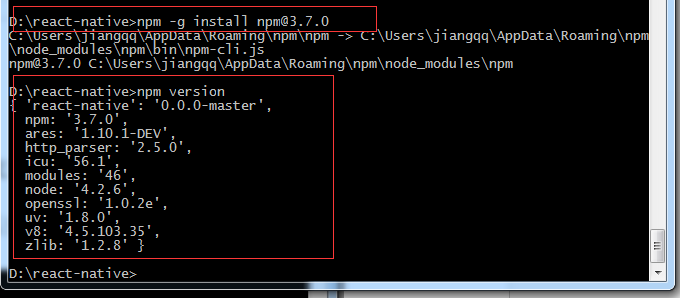 D:\react-native>npm -g install npm@3.7.0
C:\Users\jiangqq\AppData\Roaming\npm\npm -> C:\Users\jiangqq\AppData\Roaming\npm
\node_modules\npm\bin\npm-cli.js
npm@3.7.0 C:\Users\jiangqq\AppData\Roaming\npm\node_modules\npm
D:\react-native>npm version
{ 'react-native': '0.0.0-master',
npm: '3.7.0',
ares: '1.10.1-DEV',
http_parser: '2.5.0',
icu: '56.1',
modules: '46',
node: '4.2.6',
openssl: '1.0.2e',
uv: '1.8.0',
v8: '4.5.103.35',
zlib: '1.2.8' }
D:\react-native>